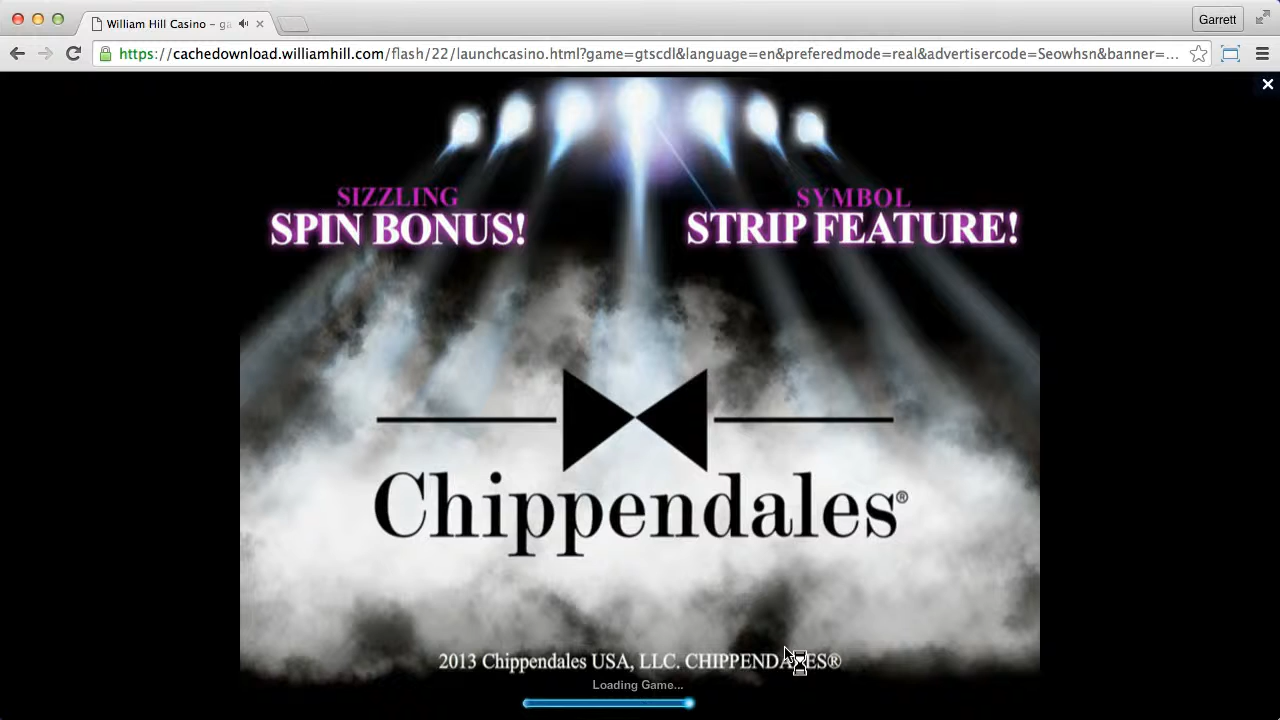 William Hill Casino – ga
Garrett
https://cachedownload.williamhill.com/flash/22/launchcasino.html?game=gtscdl&language=en&preferedmode=real&advertisercode=Seowhsn&banner=...
SIZZLING
SPIN BONUS!
SYMBOL
STRIP FEATURE!
Chippendales®
2013 Chippendales USA, LLC. CHIPPENDALES®
Loading Game...